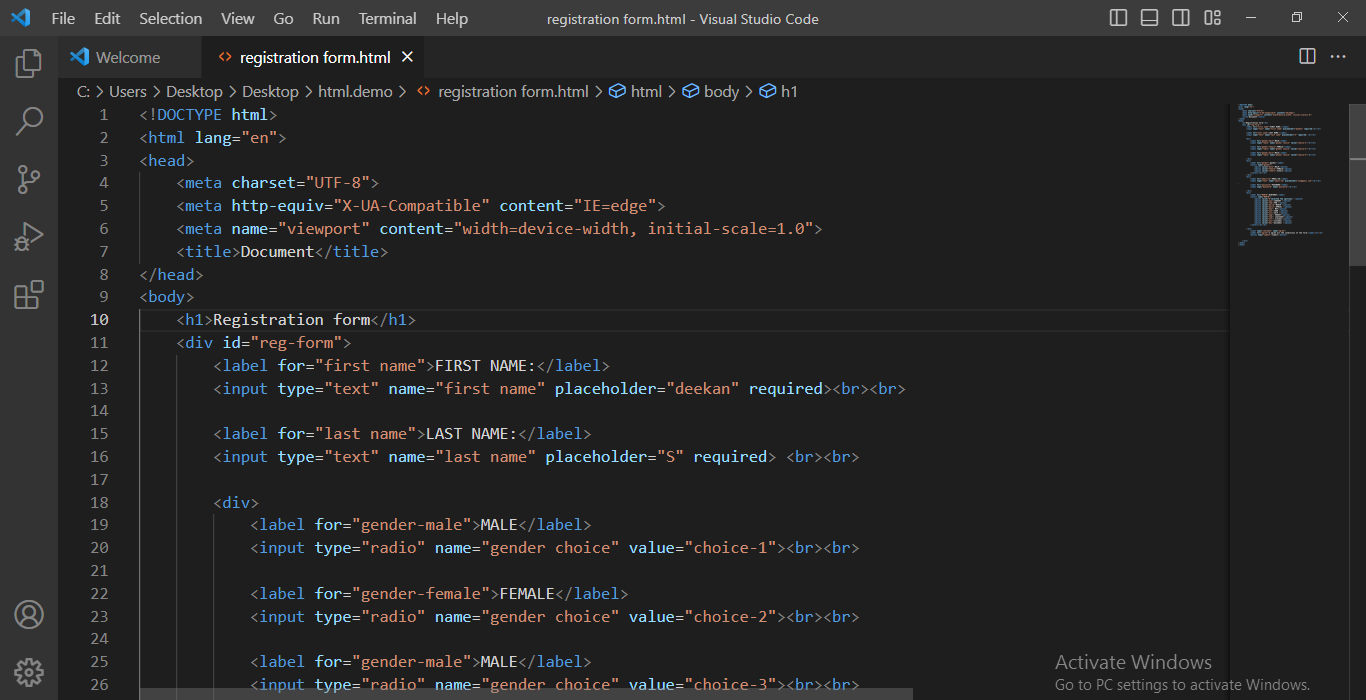 File Edit Selection View Go Run Terminal Help registration form.html - Visual Studio Code
Welcome registration form.html
C: > Users > Desktop > Desktop > html.demo > registration form.html > html > body > h1
1 <!DOCTYPE html>
2 <html lang="en">
3 <head>
4 <meta charset="UTF-8">
5 <meta http-equiv="X-UA-Compatible" content="IE=edge">
6 <meta name="viewport" content="width=device-width, initial-scale=1.0">
7 <title>Document</title>
8 </head>
9 <body>
10 <h1>Registration form</h1>
11 <div id="reg-form">
12 <label for="first name">FIRST NAME:</label>
13 <input type="text" name="first name" placeholder="deekan" required><br><br>
14
15 <label for="last name">LAST NAME:</label>
16 <input type="text" name="last name" placeholder="S" required> <br><br>
17
18 <div>
19 <label for="gender-male">MALE</label>
20 <input type="radio" name="gender choice" value="choice-1"><br><br>
21
22 <label for="gender-female">FEMALE</label>
23 <input type="radio" name="gender choice" value="choice-2"><br><br>
24
25 <label for="gender-male">MALE</label>
26 <input type="radio" name="gender choice" value="choice-3"><br><br>
Activate Windows
Go to PC settings to activate Windows.